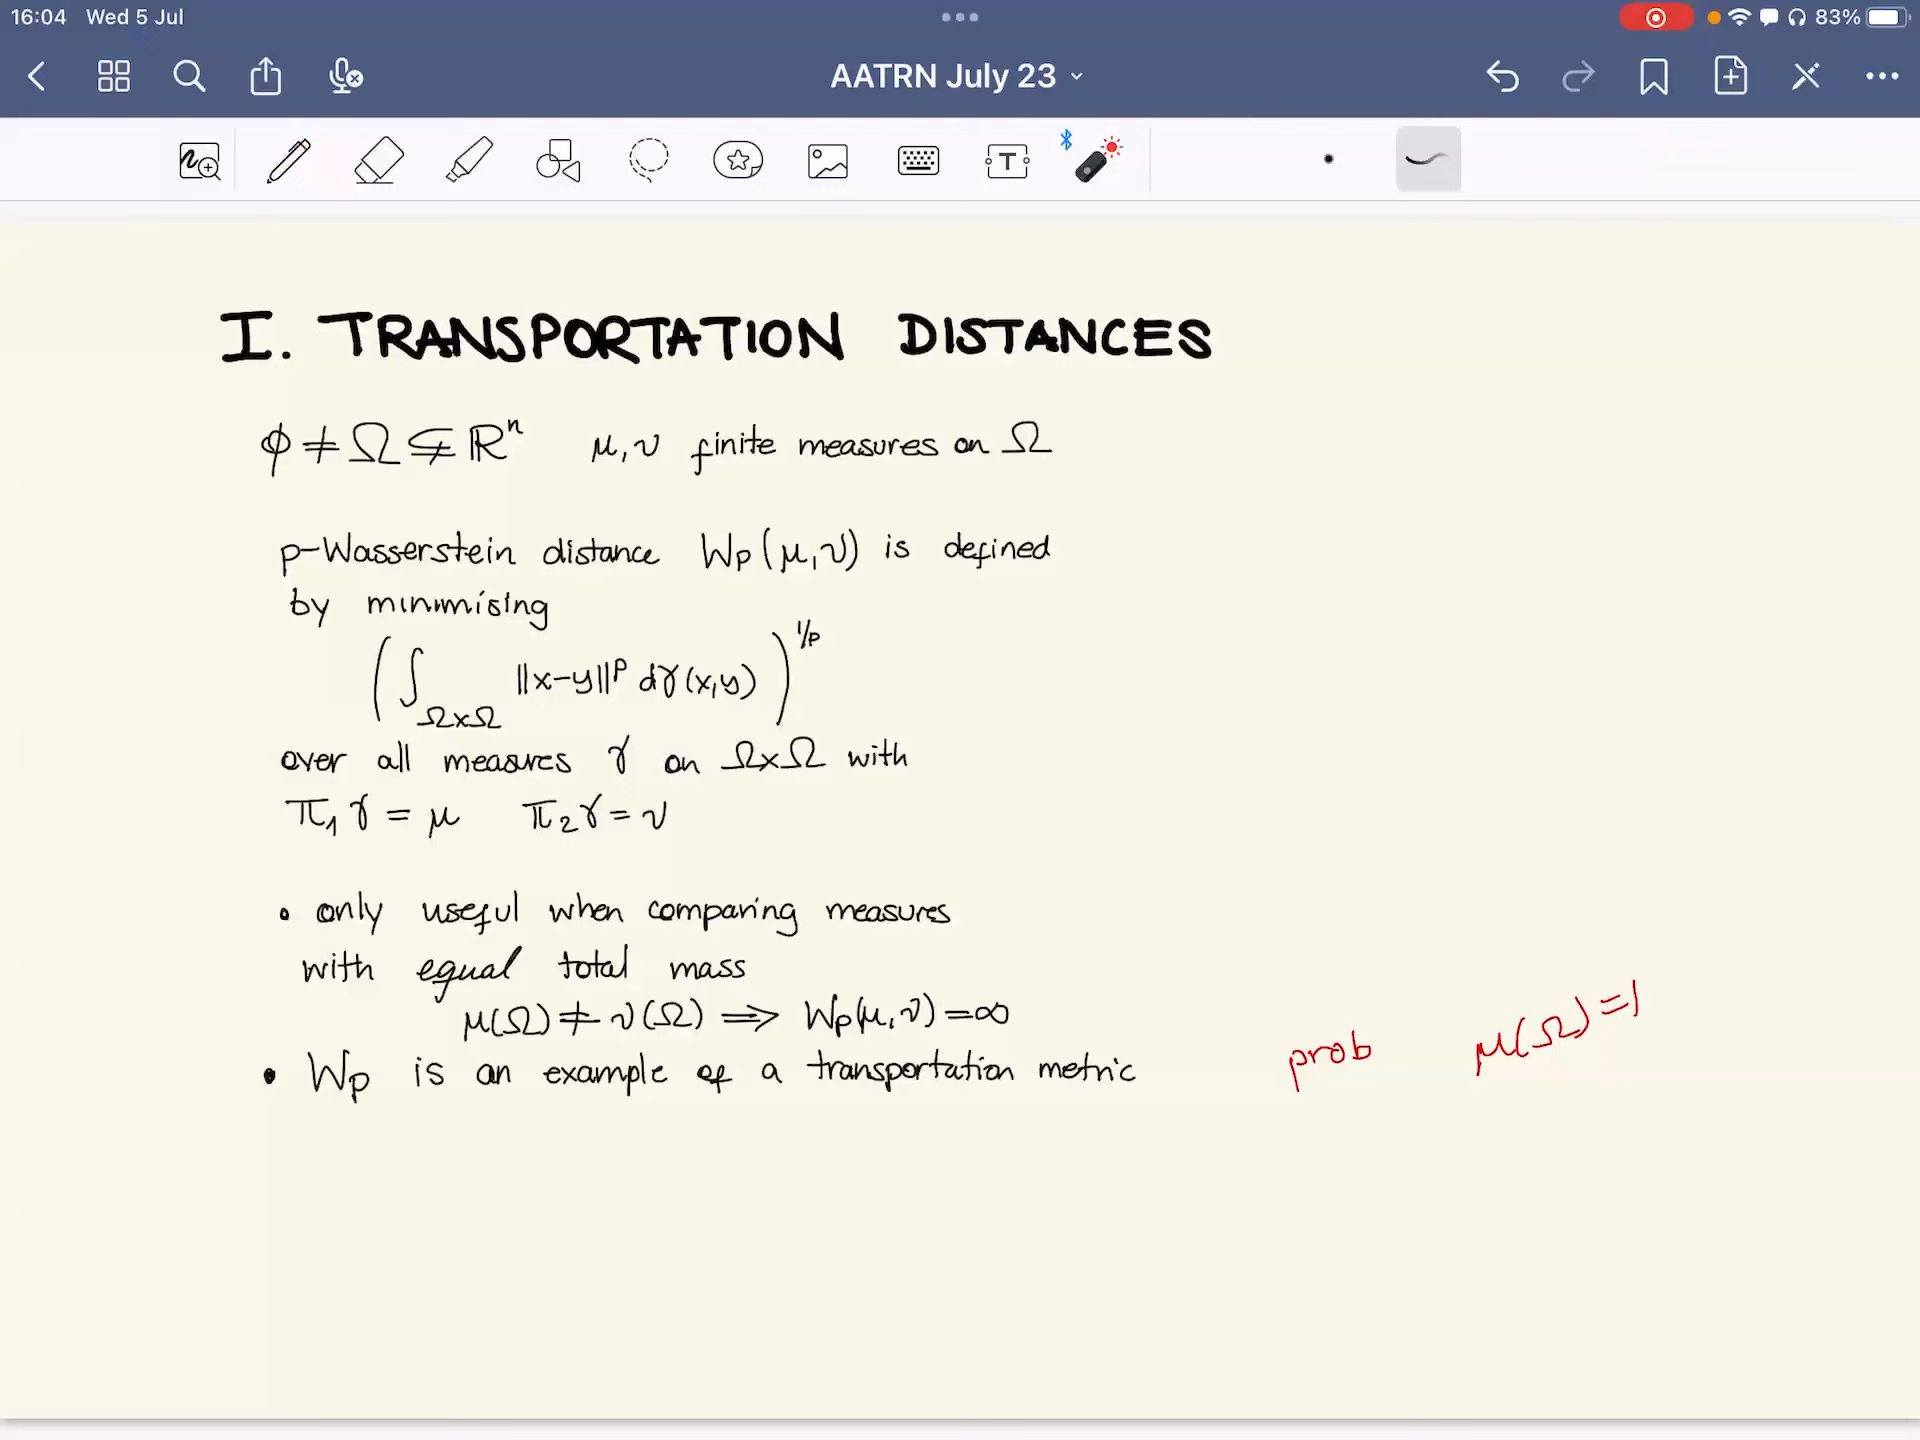 16:04 Wed 5 Jul
83%
AATRN July 23
T
I. TRANSPORTATION DISTANCES
∅ ≠ Ω ⊊ ℝⁿ μ, ν finite measures on Ω
p-Wasserstein distance Wp(μ,ν) is defined
by minimising
(∫_{Ω×Ω} ||x-y||^p dγ(x,y))^{1/p}
over all measures γ on Ω×Ω with
π₁γ = μ π₂γ = ν
• only useful when comparing measures
with equal total mass
μ(Ω) ≠ ν(Ω) ⟹ Wp(μ,ν) = ∞
prob μ(Ω) = 1
• Wp is an example of a transportation metric